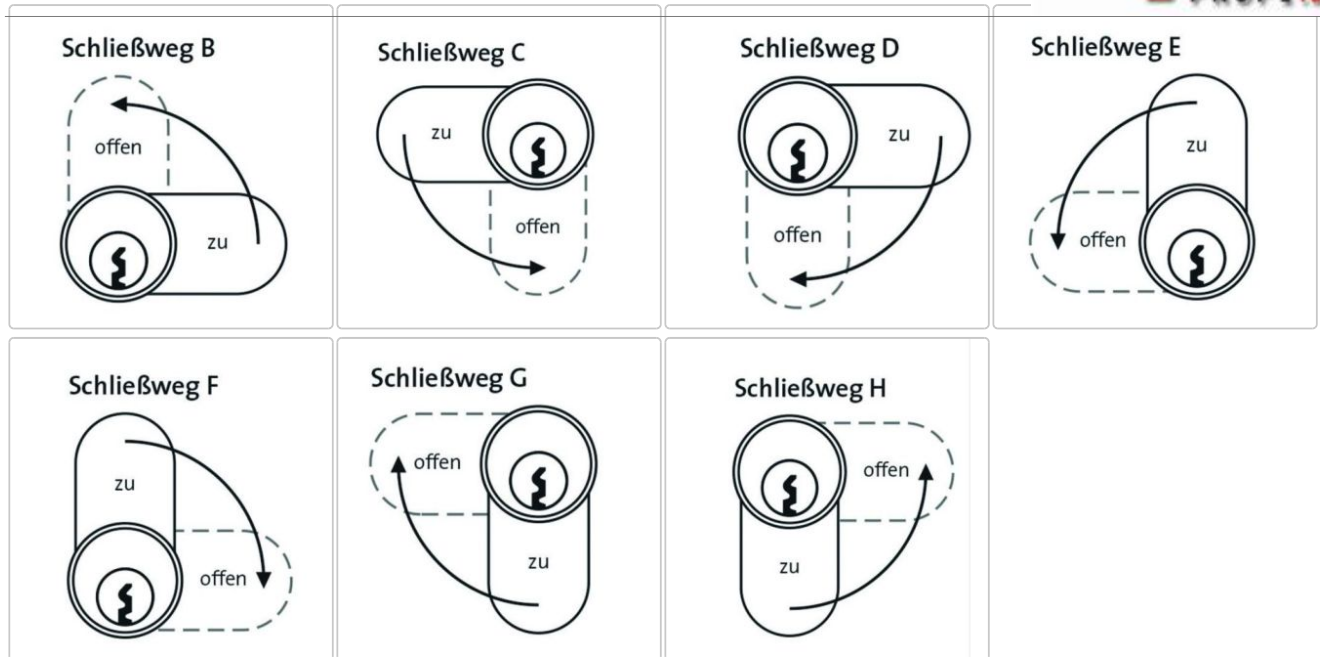 Schließweg B
Schließweg C
Schließweg D
Schließweg E
offen
zu
zu
offen
zu
offen
zu
offen
Schließweg F
Schließweg G
Schließweg H
zu
offen
offen
zu
offen
zu